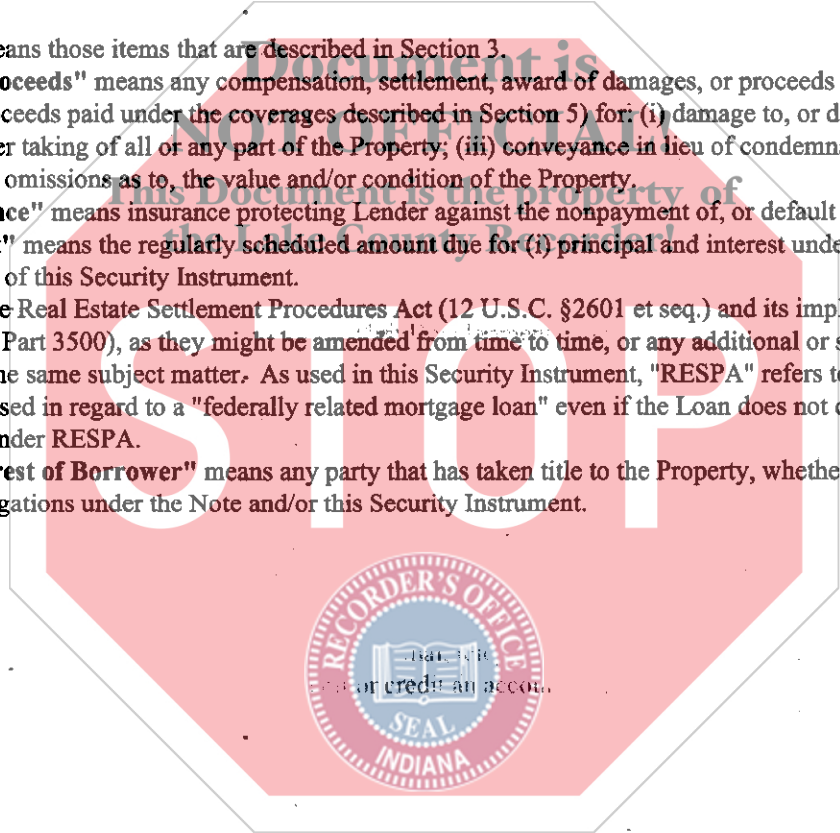 eans those items that are described in Section 3.
Document is
oceeds" means any compensation, settlement, award of damages, or proceeds
ceeds paid under the coverages described in Section 5) for: (i) damage to, or d
NOT OFFICIAL!
er taking of all or any part of the Property; (iii) conveyance in lieu of condemna
omissions as to, the value and/or condition of the Property.
This Document is the property of
nce" means insurance protecting Lender against the nonpayment of, or default
the Lake County Recorder!
" means the regularly scheduled amount due for (i) principal and interest unde
of this Security Instrument.
e Real Estate Settlement Procedures Act (12 U.S.C. §2601 et seq.) and its impl
Part 3500), as they might be amended from time to time, or any additional or s
ne same subject matter. As used in this Security Instrument, "RESPA" refers to
sed in regard to a "federally related mortgage loan" even if the Loan does not
nder RESPA.
STOP
rest of Borrower" means any party that has taken title to the Property, whethe
gations under the Note and/or this Security Instrument.
RECORDER'S OFFICE
or credit an accou
SEAL
INDIANA